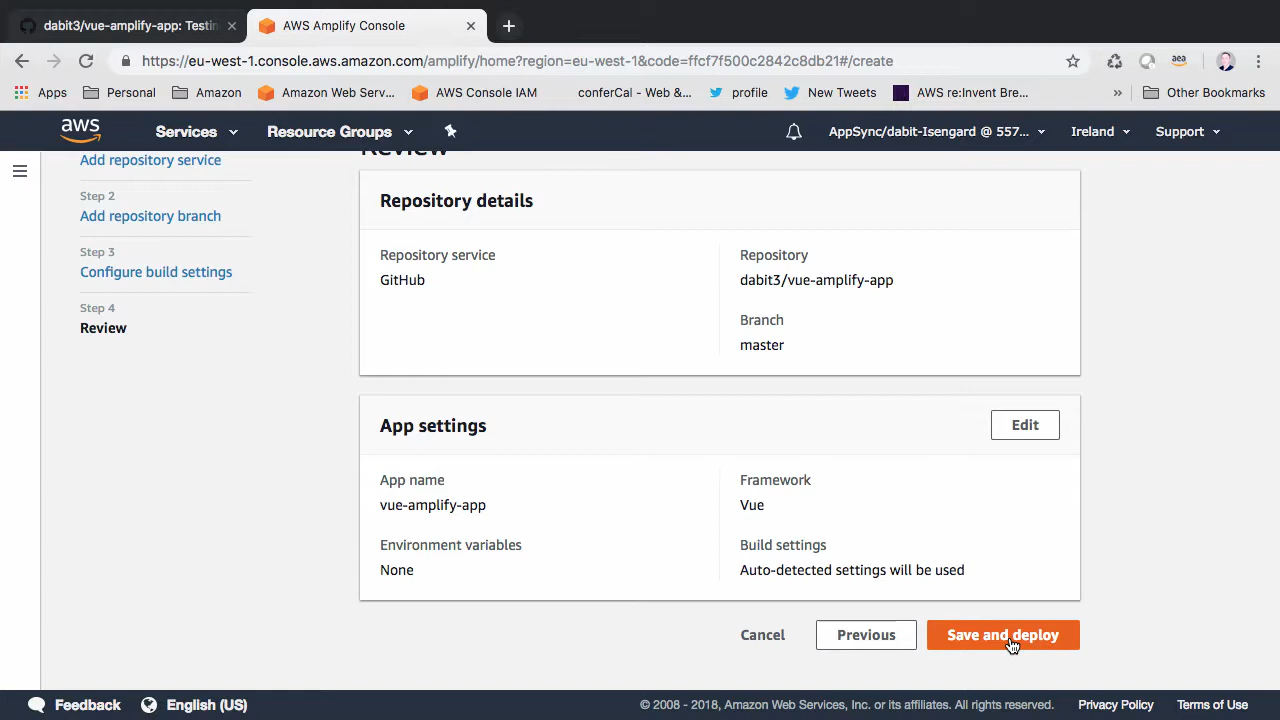 dabit3/vue-amplify-app: Testin
AWS Amplify Console
https://eu-west-1.console.aws.amazon.com/amplify/home?region=eu-west-1&code=ffcf7f500c2842c8db21#/create
aea
Apps
Personal
Amazon
Amazon Web Serv...
AWS Console IAM
conferCal - Web &...
profile
New Tweets
AWS re:Invent Bre...
»
Other Bookmarks
aws
Services
Resource Groups
AppSync/dabit-Isengard @ 557...
Ireland
Support
Review
Add repository service
Step 2
Add repository branch
Step 3
Configure build settings
Step 4
Review
Repository details
Repository service
GitHub
Repository
dabit3/vue-amplify-app
Branch
master
App settings
Edit
App name
vue-amplify-app
Framework
Vue
Environment variables
None
Build settings
Auto-detected settings will be used
Cancel
Previous
Save and deploy
Feedback
English (US)
© 2008 - 2018, Amazon Web Services, Inc. or its affiliates. All rights reserved.
Privacy Policy
Terms of Use